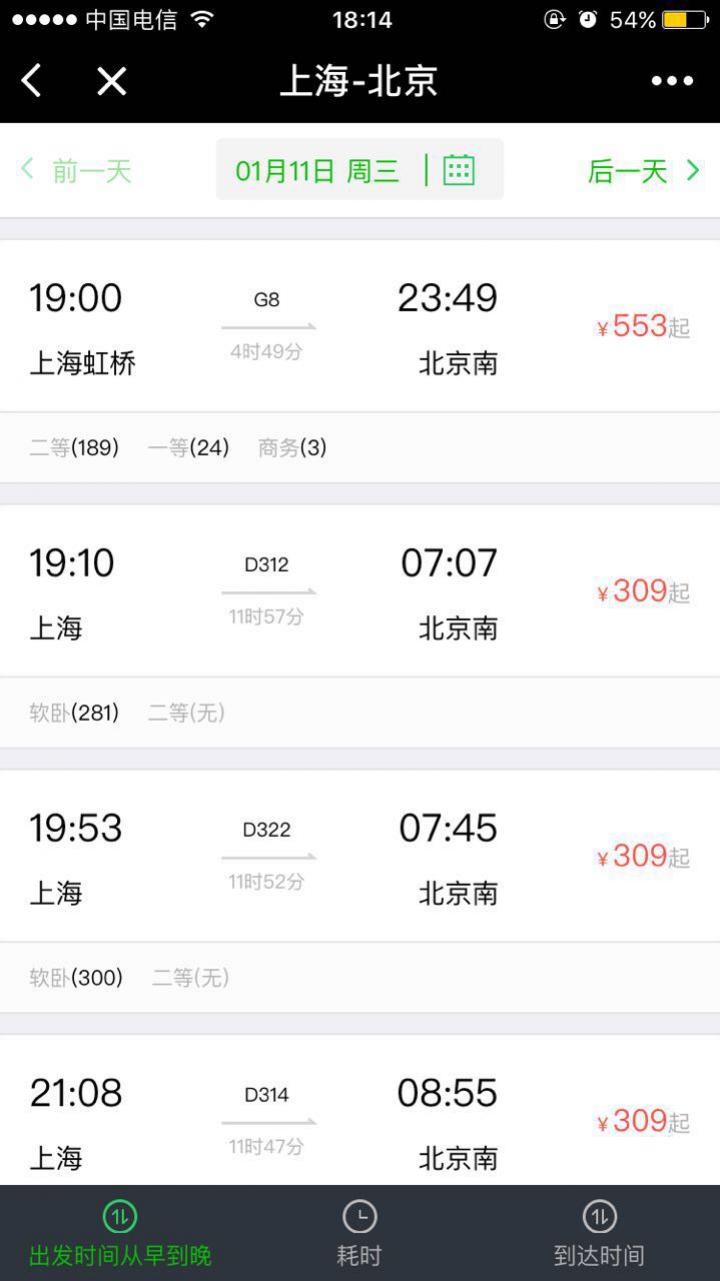 中国电信 18:14 54%
上海-北京
前一天 01月11日 周三 后一天
19:00 G8 23:49 ¥553起
4时49分
上海虹桥 北京南
二等(189) 一等(24) 商务(3)
19:10 D312 07:07 ¥309起
11时57分
上海 北京南
软卧(281) 二等(无)
19:53 D322 07:45 ¥309起
11时52分
上海 北京南
软卧(300) 二等(无)
21:08 D314 08:55 ¥309起
11时47分
上海 北京南
出发时间从早到晚 耗时 到达时间